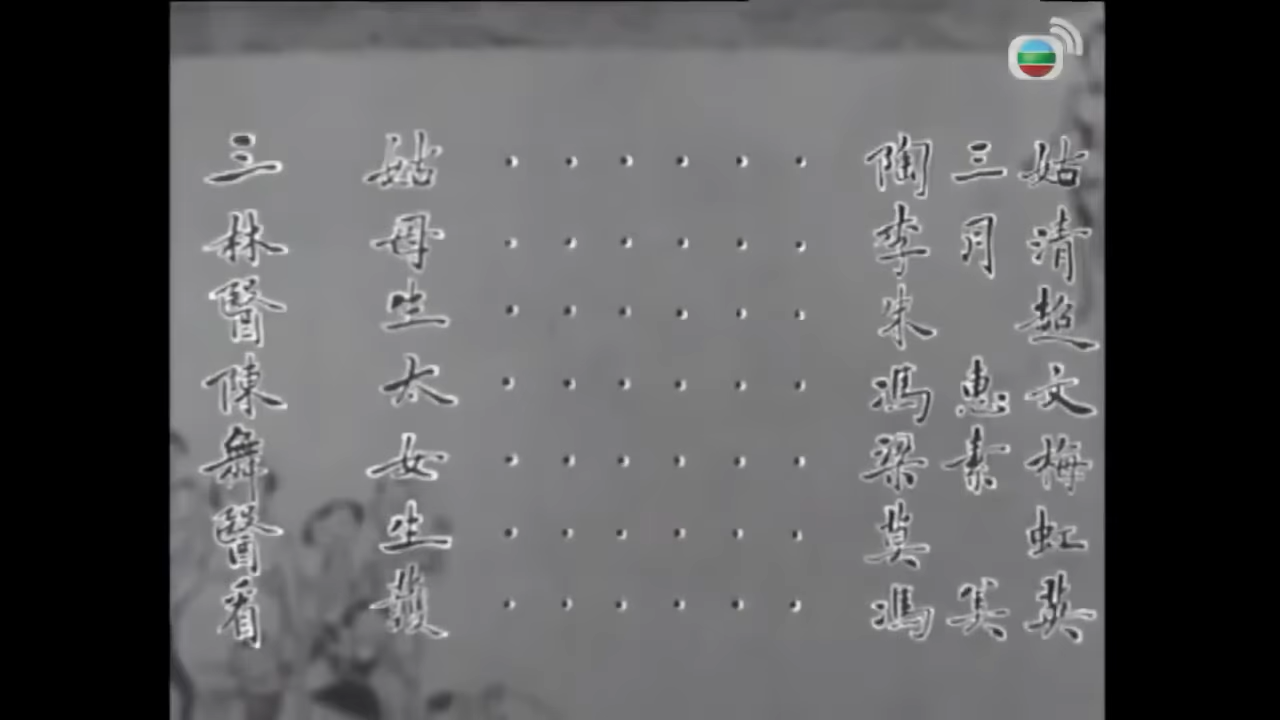 三姑......陶三姑
林母......李月清
醫生......朱超
陳太......馮惠文
舞女......梁素梅
醫生......莫虹
看護......馮美英